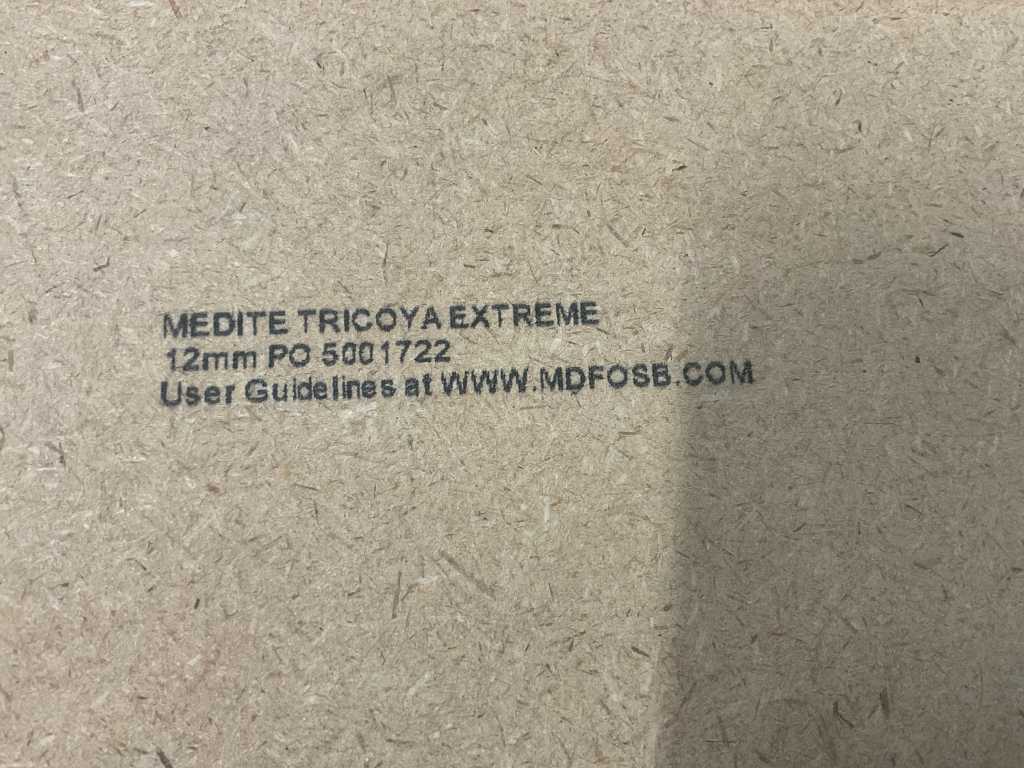 MEDITE TRICOYA EXTREME
12mm PO 5001722
User Guidelines at WWW.MDFOSB.COM